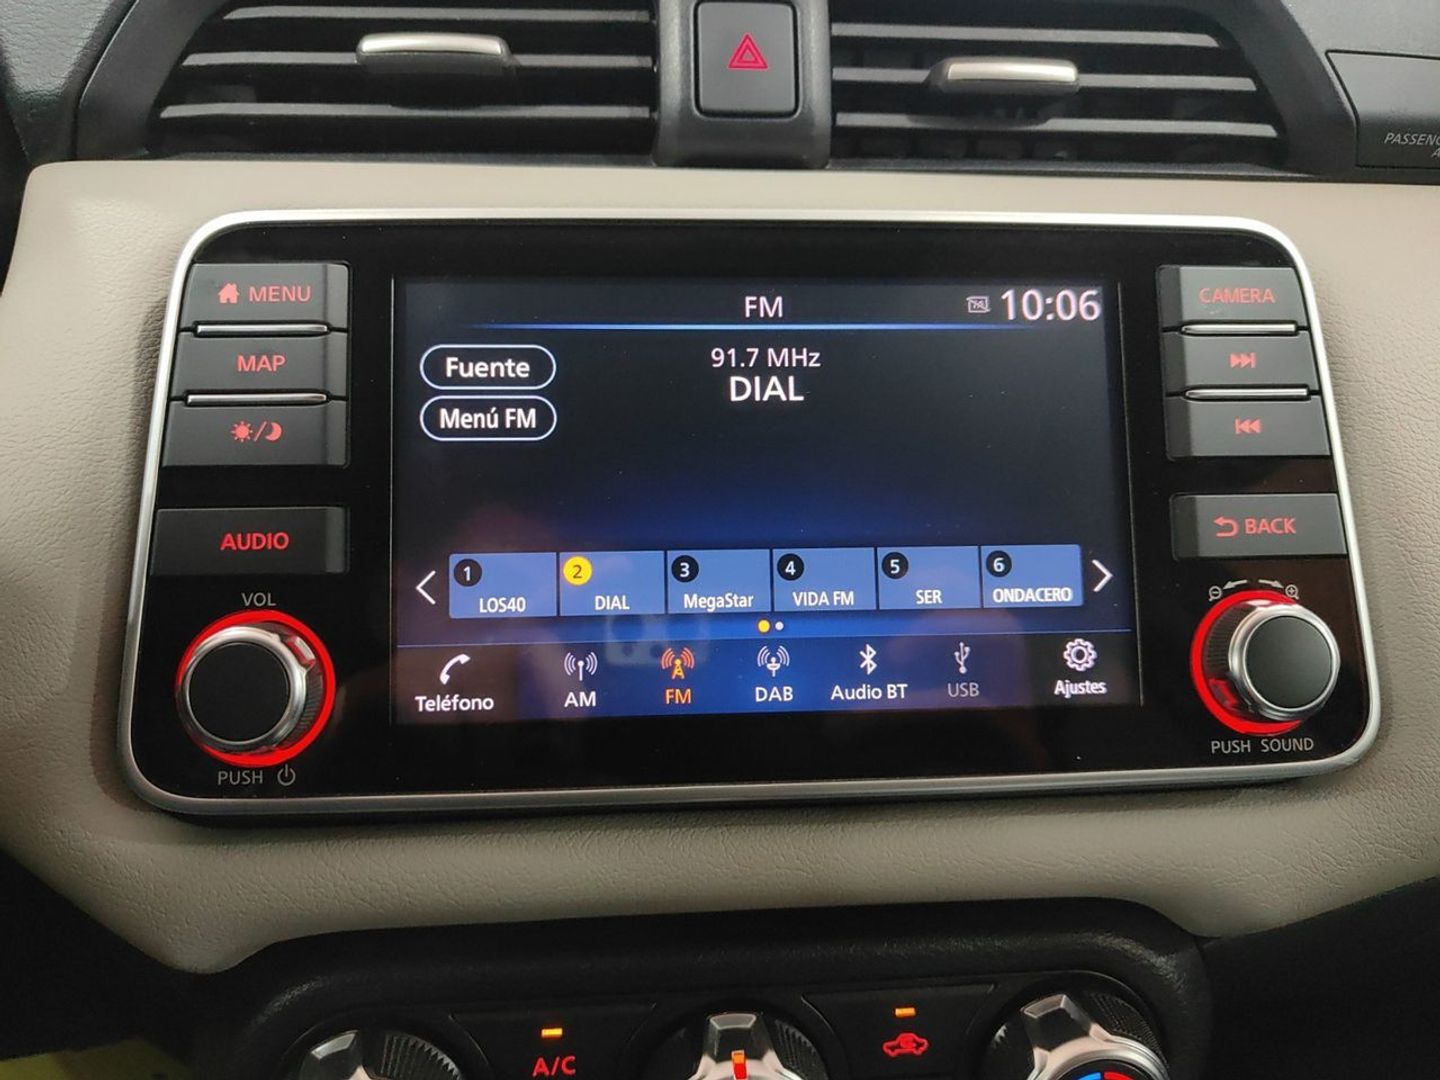 PASSENG
A
MENU
MAP
AUDIO
VOL
PUSH
FM
TA
10:06
91.7 MHz
DIAL
Fuente
Menú FM
1 LOS40
2 DIAL
3 MegaStar
4 VIDA FM
5 SER
6 ONDACERO
Teléfono
AM
FM
DAB
Audio BT
USB
Ajustes
CAMERA
BACK
PUSH SOUND
A/C